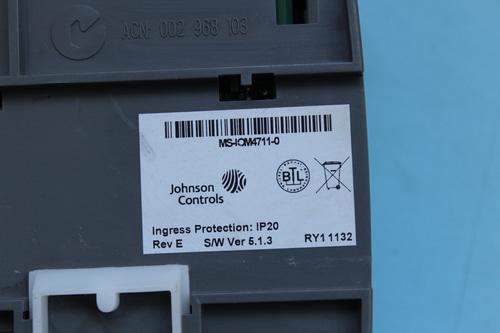 ACN: 002 968 103
MS-IOM4711-0
Johnson
Controls
BTL
Ingress Protection: IP20
Rev E S/W Ver 5.1.3 RY11132